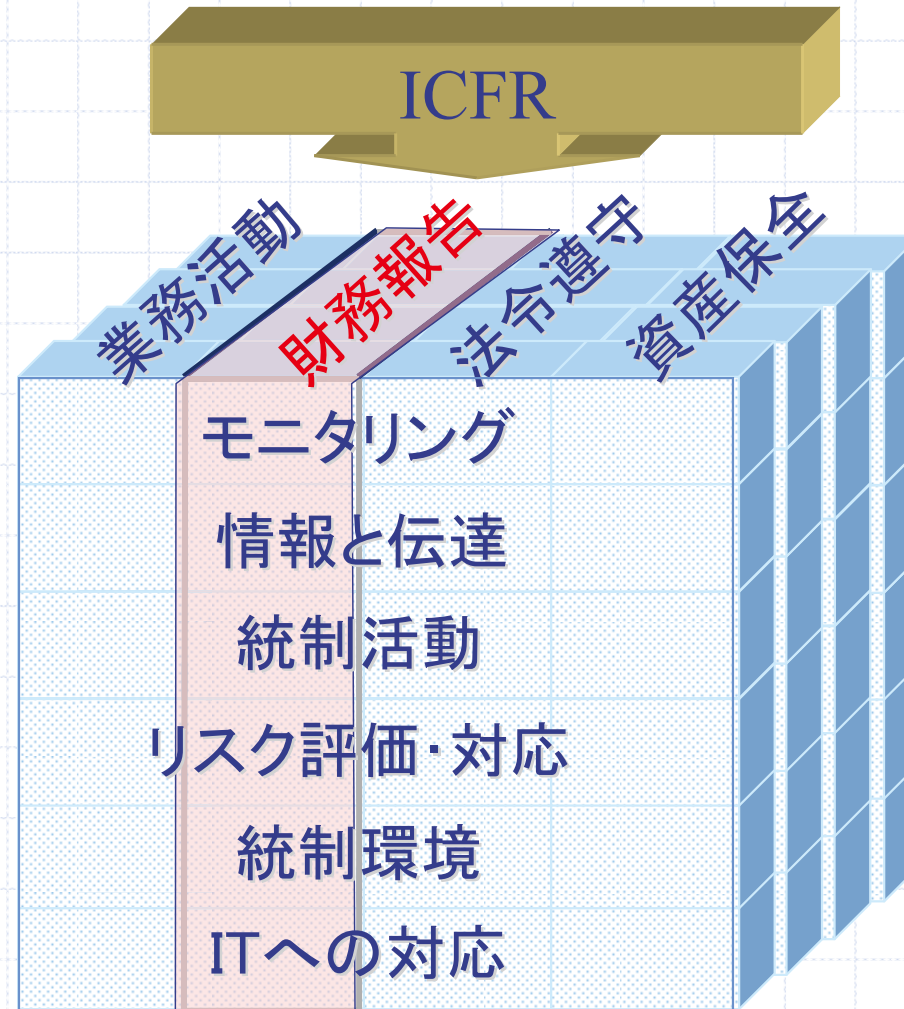 ICFR
業務活動
財務報告
法令遵守
資産保全
モニタリング
情報と伝達
統制活動
リスク評価・対応
統制環境
ITへの対応